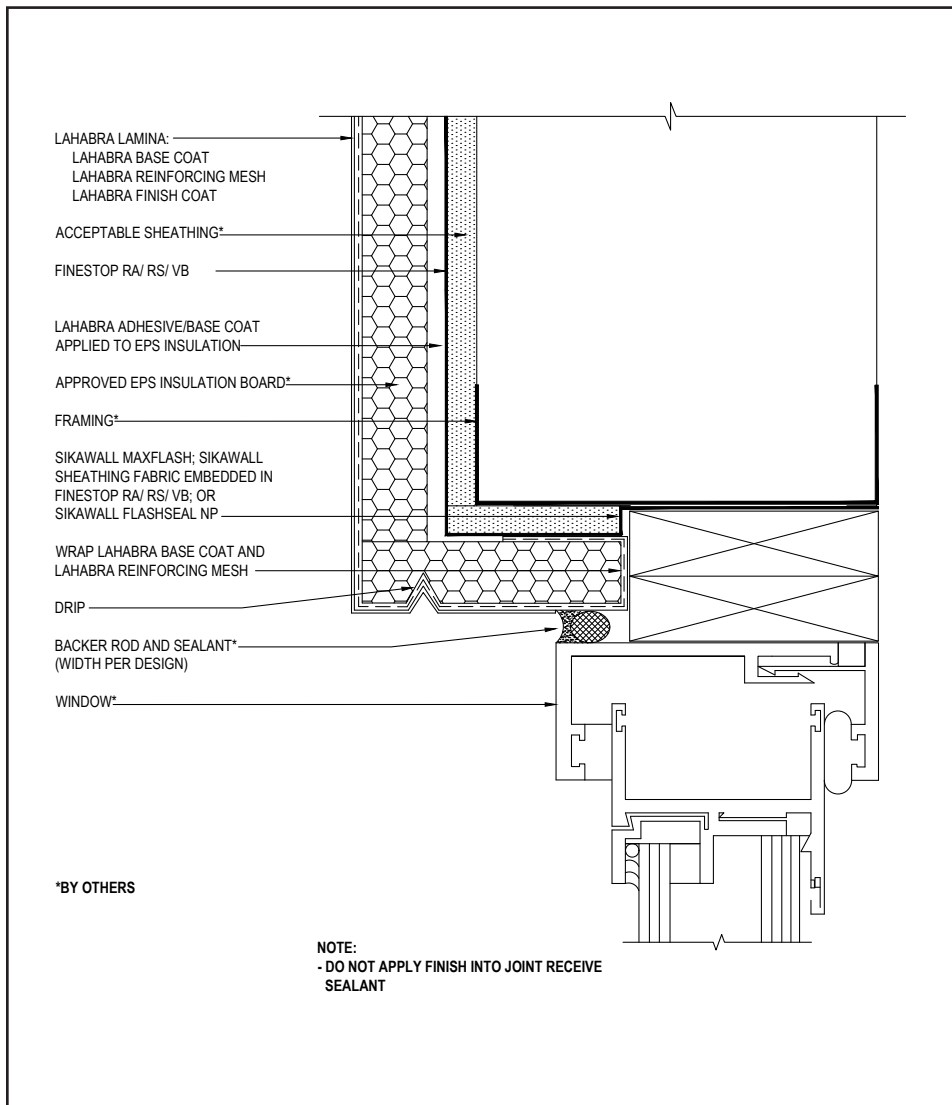 LAHABRA LAMINA:
LAHABRA BASE COAT
LAHABRA REINFORCING MESH
LAHABRA FINISH COAT
ACCEPTABLE SHEATHING*
FINESTOP RA/ RS/ VB
LAHABRA ADHESIVE/BASE COAT
APPLIED TO EPS INSULATION
APPROVED EPS INSULATION BOARD*
FRAMING*
SIKAWALL MAXFLASH; SIKAWALL
SHEATHING FABRIC EMBEDDED IN
FINESTOP RA/ RS/ VB; OR
SIKAWALL FLASHSEAL NP
WRAP LAHABRA BASE COAT AND
LAHABRA REINFORCING MESH
DRIP
BACKER ROD AND SEALANT*
(WIDTH PER DESIGN)
WINDOW*
*BY OTHERS
NOTE:
- DO NOT APPLY FINISH INTO JOINT RECEIVE
SEALANT